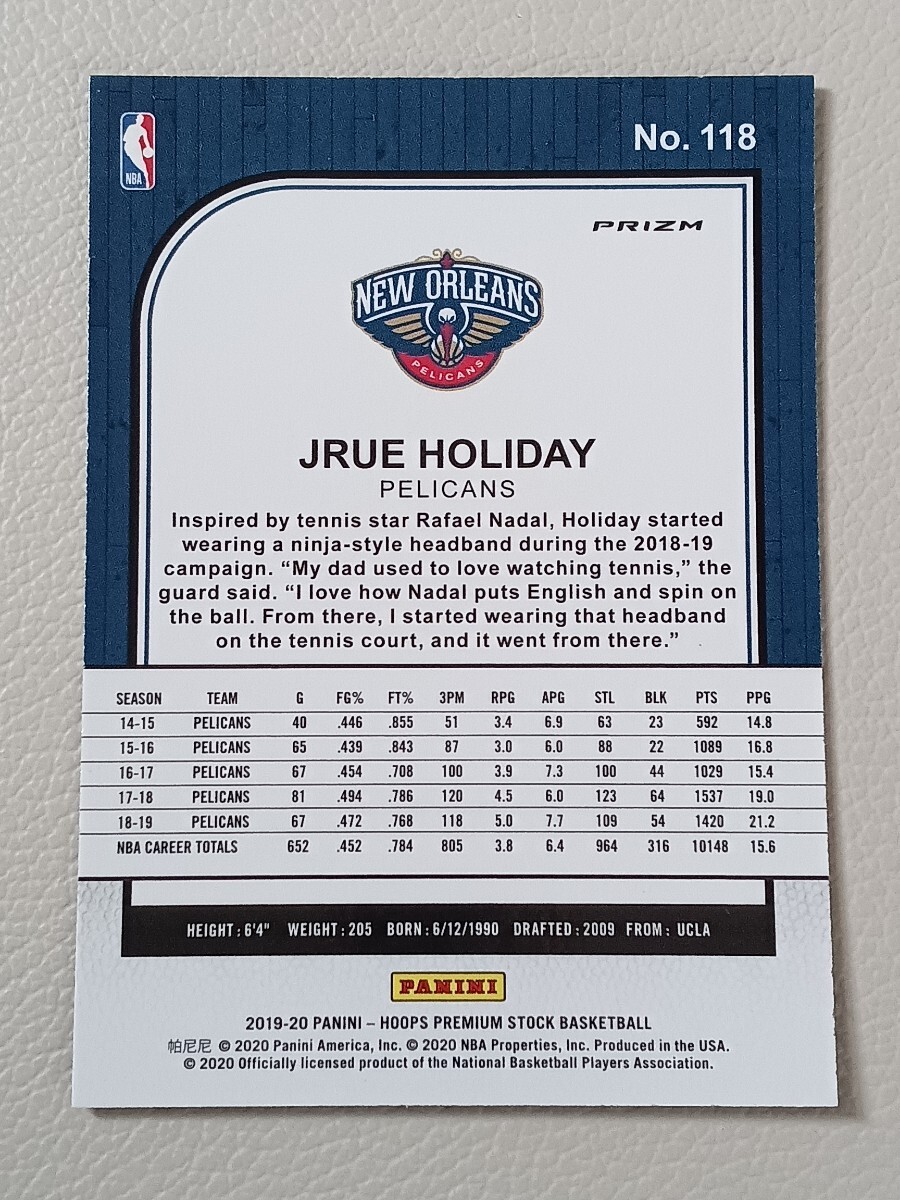 No. 118
NBA
PRIZM
NEW ORLEANS
PELICANS
JRUE HOLIDAY
PELICANS
Inspired by tennis star Rafael Nadal, Holiday started
wearing a ninja-style headband during the 2018-19
campaign. “My dad used to love watching tennis,” the
guard said. “I love how Nadal puts English and spin on
the ball. From there, I started wearing that headband
on the tennis court, and it went from there.”
SEASON TEAM G FG% FT% 3PM RPG APG STL BLK PTS PPG
14-15 PELICANS 40 .446 .855 51 3.4 6.9 63 23 592 14.8
15-16 PELICANS 65 .439 .843 87 3.0 6.0 88 22 1089 16.8
16-17 PELICANS 67 .454 .708 100 3.9 7.3 100 44 1029 15.4
17-18 PELICANS 81 .494 .786 120 4.5 6.0 123 64 1537 19.0
18-19 PELICANS 67 .472 .768 118 5.0 7.7 109 54 1420 21.2
NBA CAREER TOTALS 652 .452 .784 805 3.8 6.4 964 316 10148 15.6
HEIGHT: 6'4" WEIGHT: 205 BORN: 6/12/1990 DRAFTED: 2009 FROM: UCLA
PANINI
2019-20 PANINI – HOOPS PREMIUM STOCK BASKETBALL
帕尼尼 © 2020 Panini America, Inc. © 2020 NBA Properties, Inc. Produced in the USA.
© 2020 Officially licensed product of the National Basketball Players Association.